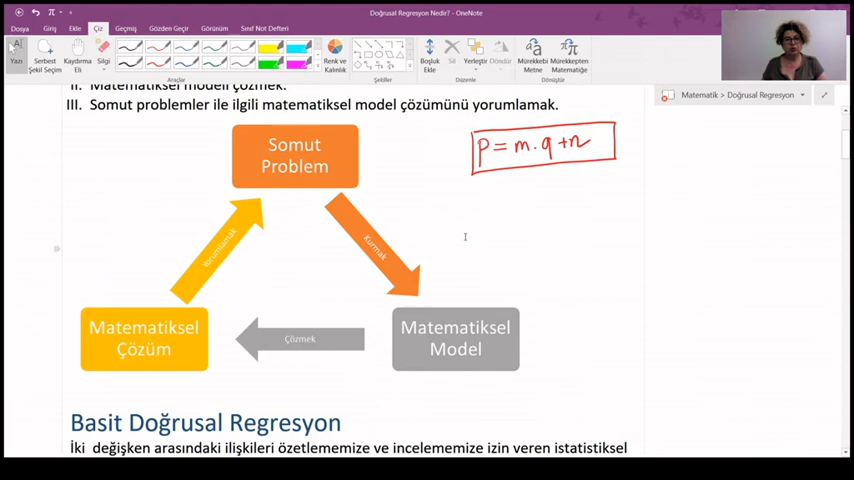 Doğrusal Regresyon Nedir? - OneNote
Dosya Giriş Ekle Çiz Geçmiş Gözden Geçir Görünüm Sınıf Not Defteri
Yazı
Serbest Şekil Seçim
Kaydırma Eli
Silgi
Renk ve Kalınlık
Boşluk Ekle
Sil
Yerleştir
Döndür
Mürekkebi Metne
Mürekkepten Matematiğe
Araçlar Şekiller Düzenle Dönüştür
Matematik > Doğrusal Regresyon
II. Matematiksel modeli çözmek.
III. Somut problemler ile ilgili matematiksel model çözümünü yorumlamak.
Somut
Problem
p = m.q+n
Yorumlamak
Kurmak
Matematiksel
Çözüm
Çözmek
Matematiksel
Model
Basit Doğrusal Regresyon
İki değişken arasındaki ilişkileri özetlememize ve incelememize izin veren istatistiksel